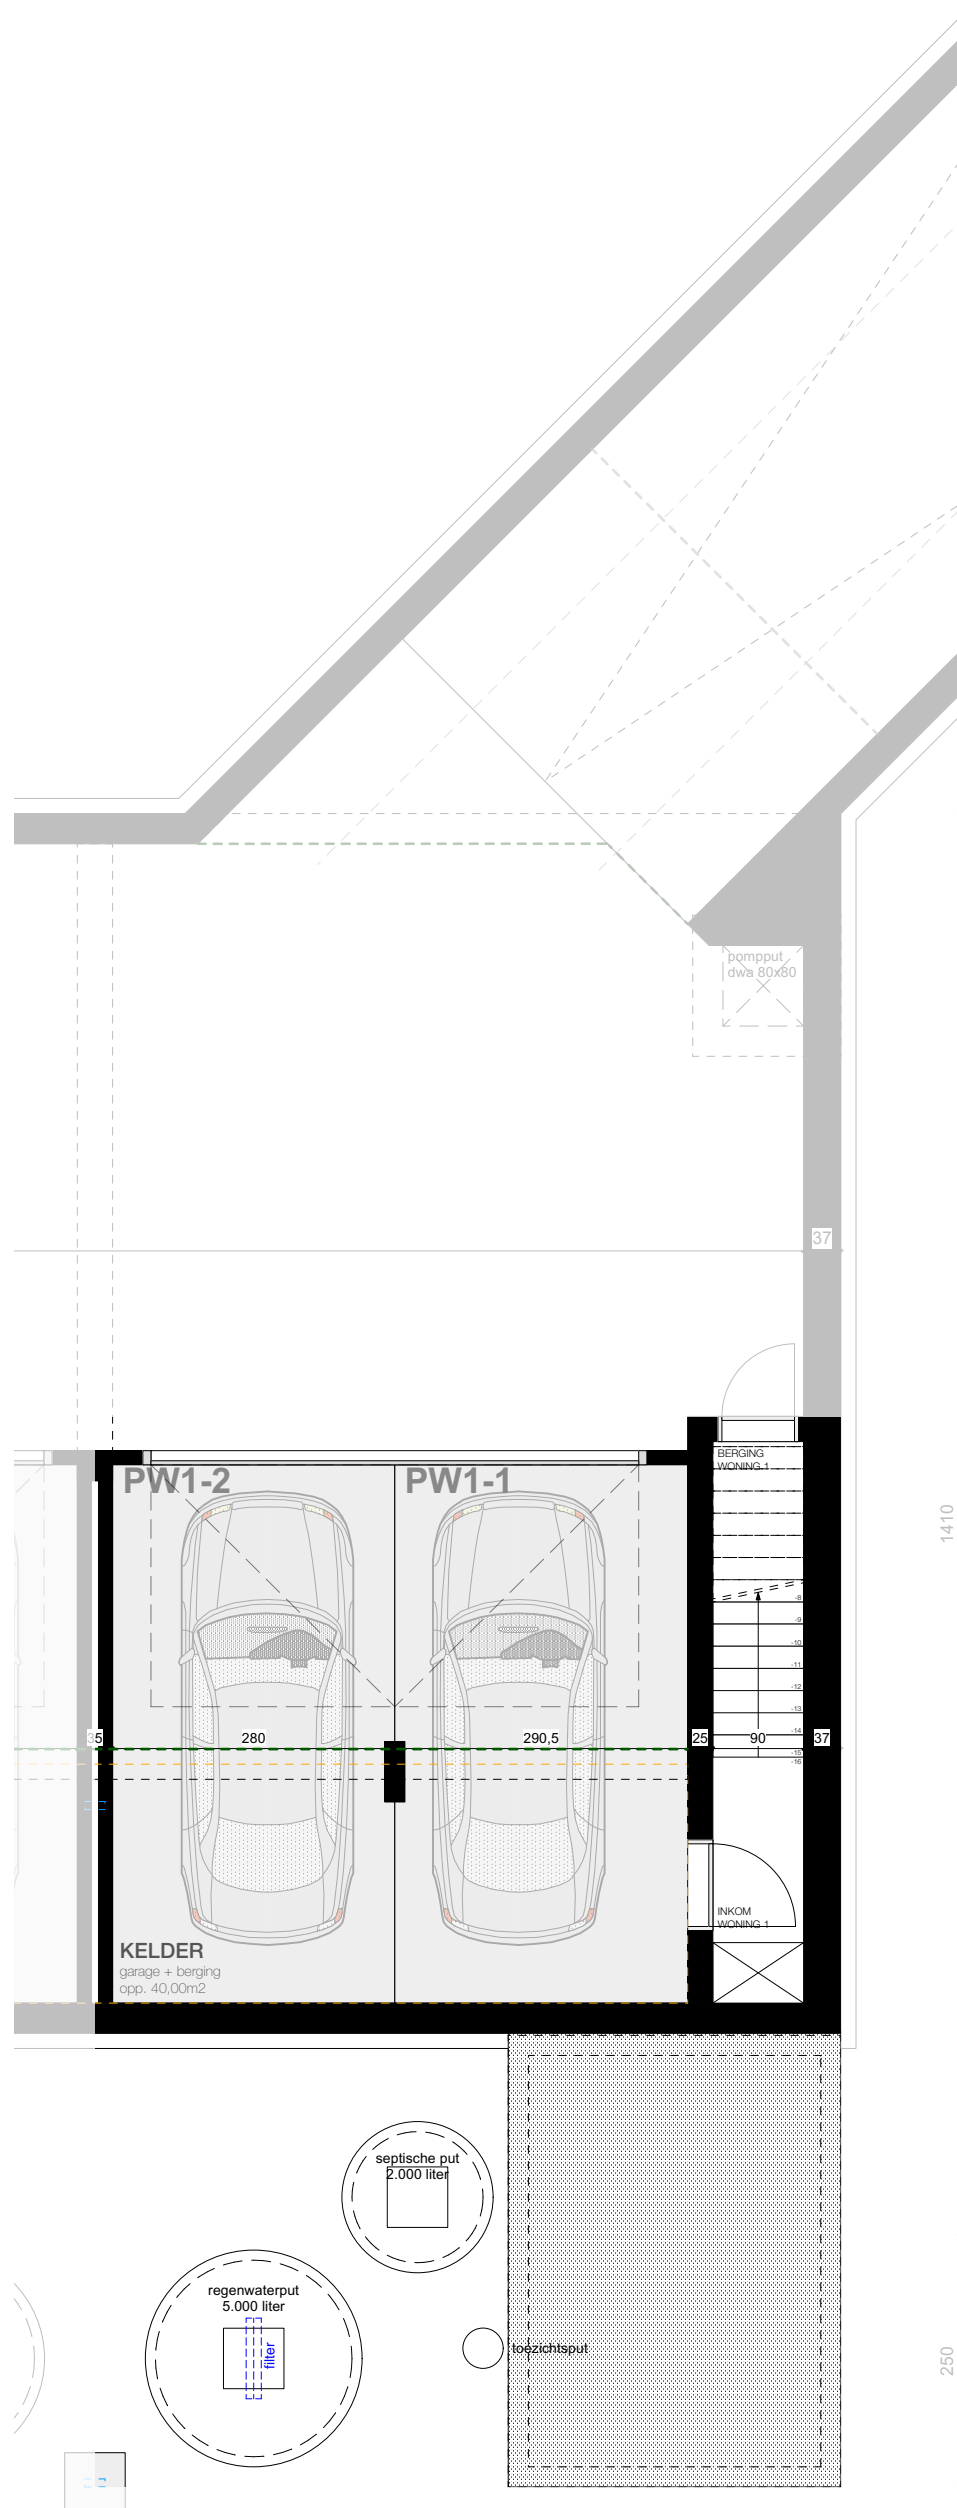 pompput
dwa 80x80
37
BERGING
WONING 1
PW1-2
PW1-1
1410
-8
-9
-10
-11
-12
-13
-14
-15
-16
35
280
290,5
25
90
37
INKOM
WONING 1
KELDER
garage + berging
opp. 40,00m2
septische put
2.000 liter
regenwaterput
5.000 liter
filter
toezichtsput
250